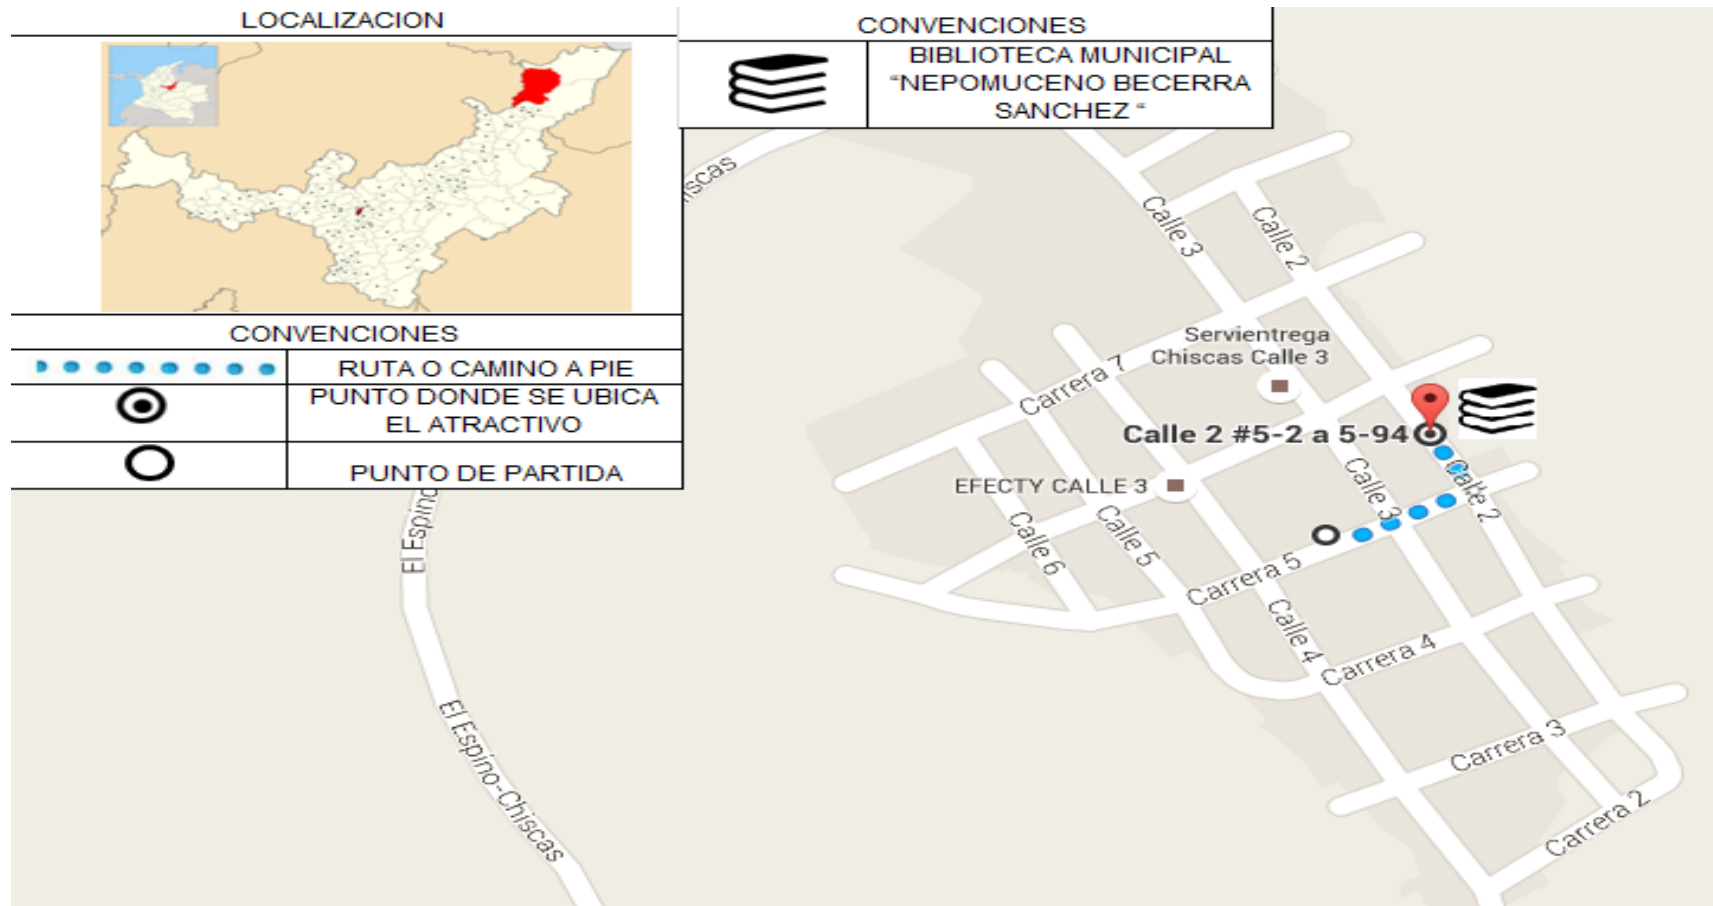 LOCALIZACION
CONVENCIONES
RUTA O CAMINO A PIE
PUNTO DONDE SE UBICA
EL ATRACTIVO
PUNTO DE PARTIDA
CONVENCIONES
BIBLIOTECA MUNICIPAL
“NEPOMUCENO BECERRA
SANCHEZ “
scas
Calle 3
Calle 2
Servientrega
Chiscas Calle 3
Carrera 7
Calle 2 #5-2 a 5-94
EFECTY CALLE 3
Calle 3
Calle 2
Calle 6
Calle 5
Carrera 5
El Espino
Calle 4
Carrera 4
El Espino-Chiscas
Carrera 3
Carrera 2